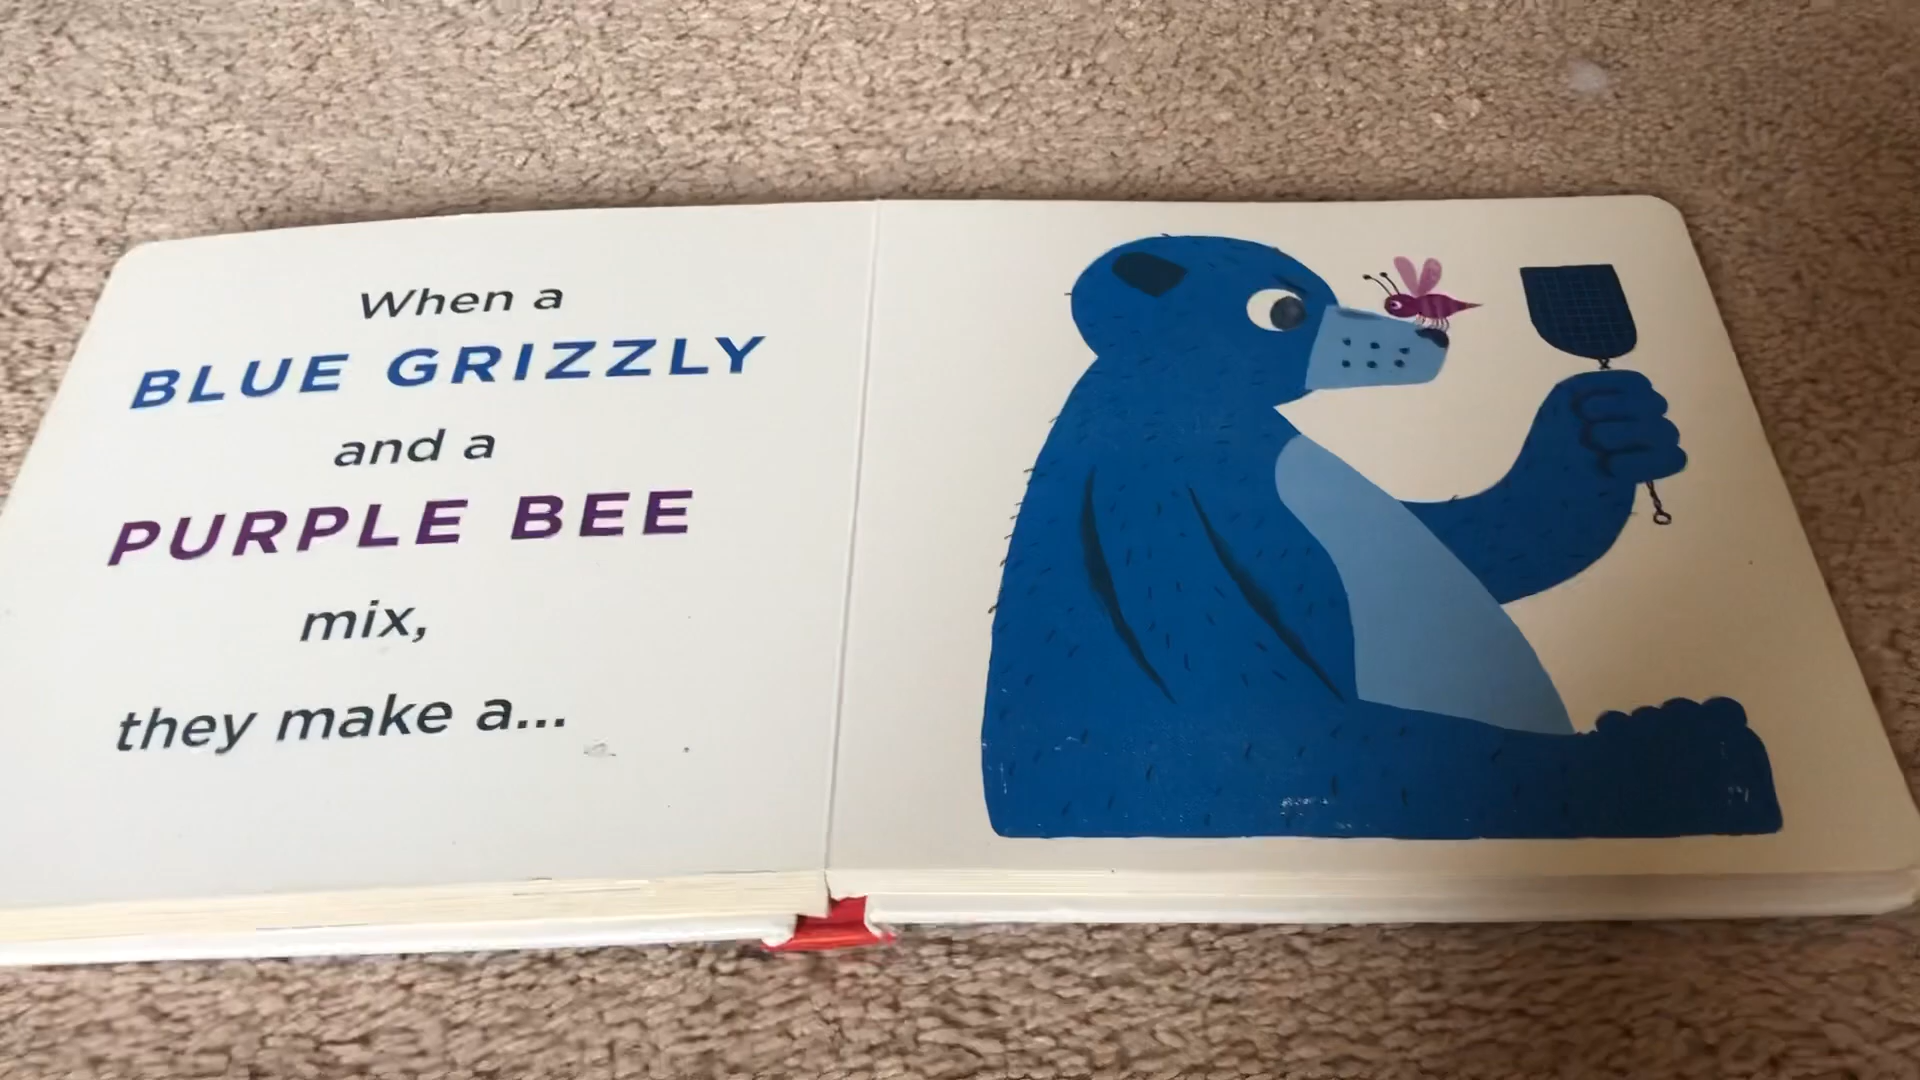 When a
BLUE GRIZZLY
and a
PURPLE BEE
mix,
they make a...